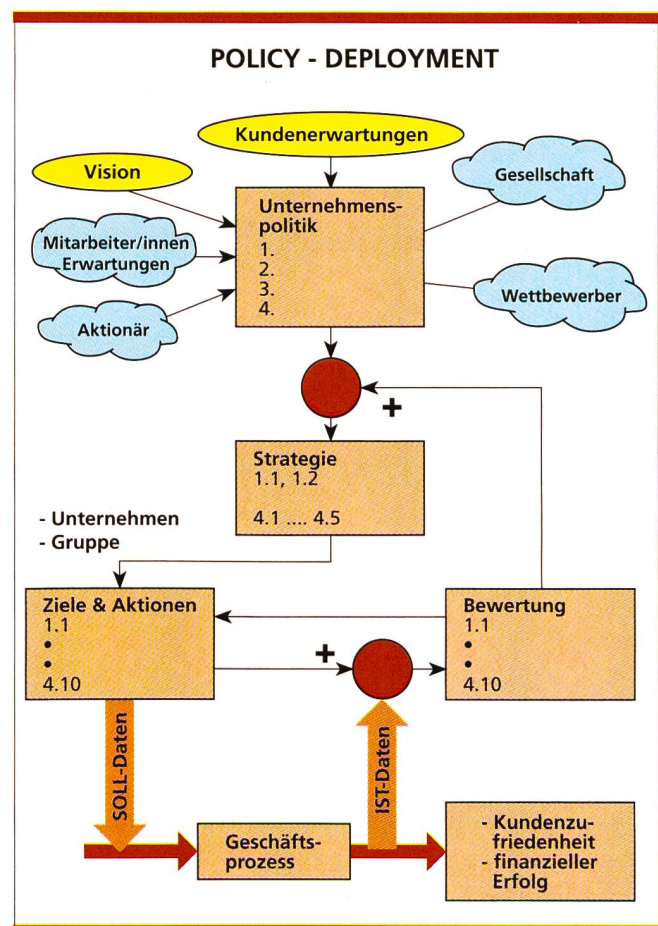 POLICY - DEPLOYMENT
Kundenerwartungen
Vision
Gesellschaft
Unternehmens-
politik
1.
2.
3.
4.
Mitarbeiter/innen
Erwartungen
Aktionär
Wettbewerber
+
Strategie
1.1, 1.2
4.1 .... 4.5
- Unternehmen
- Gruppe
Ziele & Aktionen
1.1
•
•
4.10
Bewertung
1.1
•
•
4.10
+
SOLL-Daten
IST-Daten
Geschäfts-
prozess
- Kundenzu-
friedenheit
- finanzieller
Erfolg